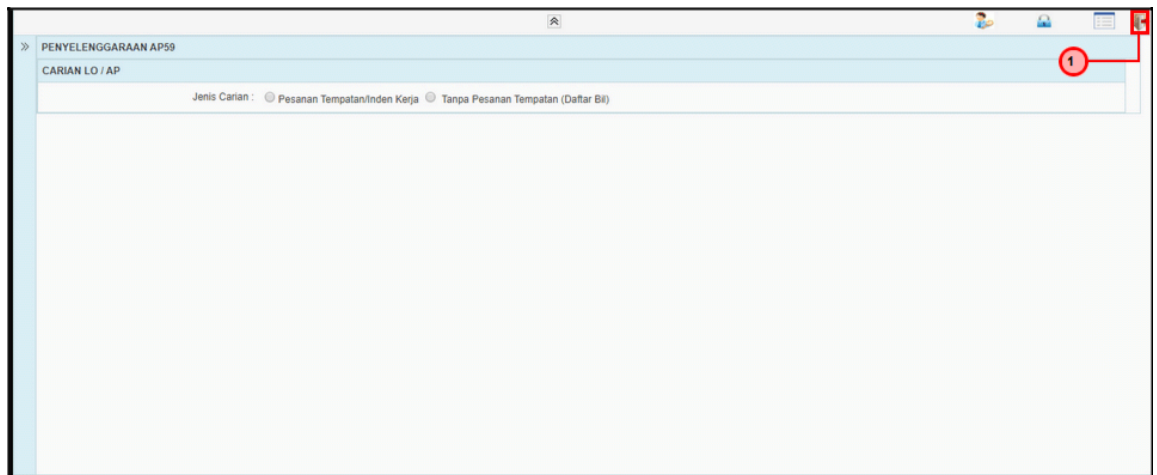 PENYELENGGARAAN AP59
1
CARIAN LO / AP
Jenis Carian : Pesanan Tempatan/Inden Kerja Tanpa Pesanan Tempatan (Daftar Bil)